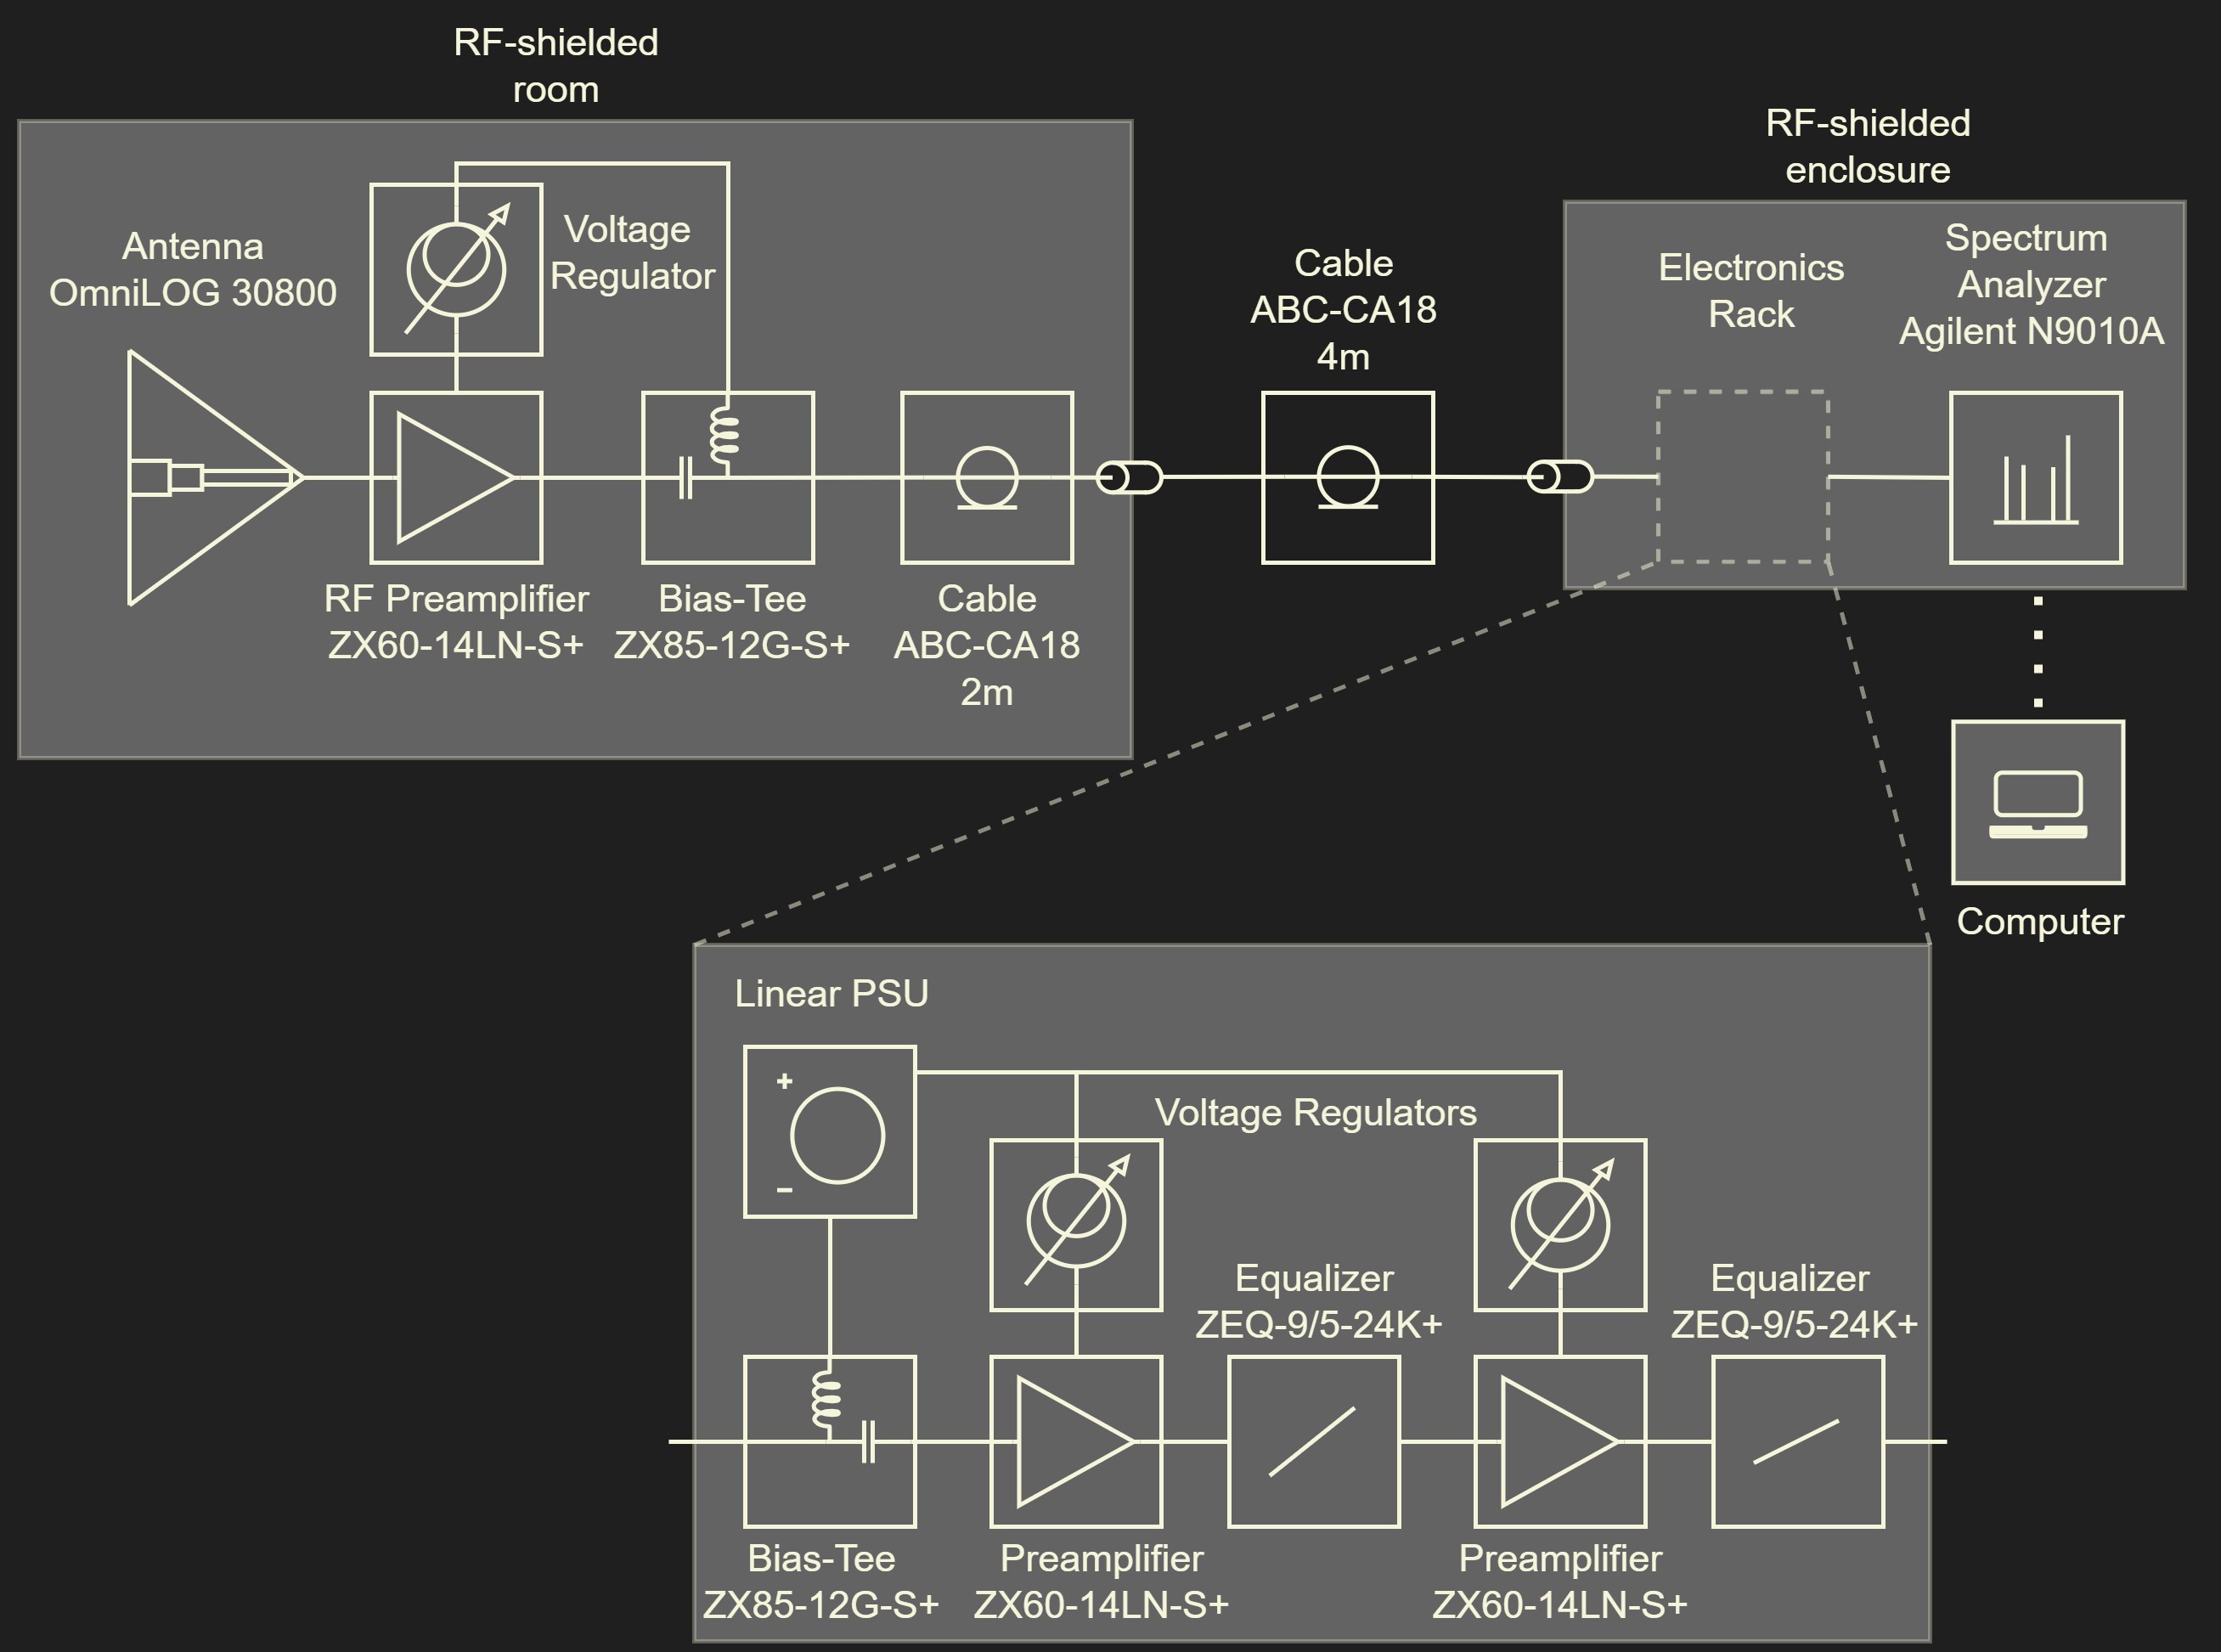 RF-shielded
room
RF-shielded
enclosure
Antenna
OmniLOG 30800
Voltage
Regulator
Cable
ABC-CA18
4m
Electronics
Rack
Spectrum
Analyzer
Agilent N9010A
RF Preamplifier
ZX60-14LN-S+
Bias-Tee
ZX85-12G-S+
Cable
ABC-CA18
2m
Computer
Linear PSU
+
−
Voltage Regulators
Equalizer
ZEQ-9/5-24K+
Equalizer
ZEQ-9/5-24K+
Bias-Tee
ZX85-12G-S+
Preamplifier
ZX60-14LN-S+
Preamplifier
ZX60-14LN-S+